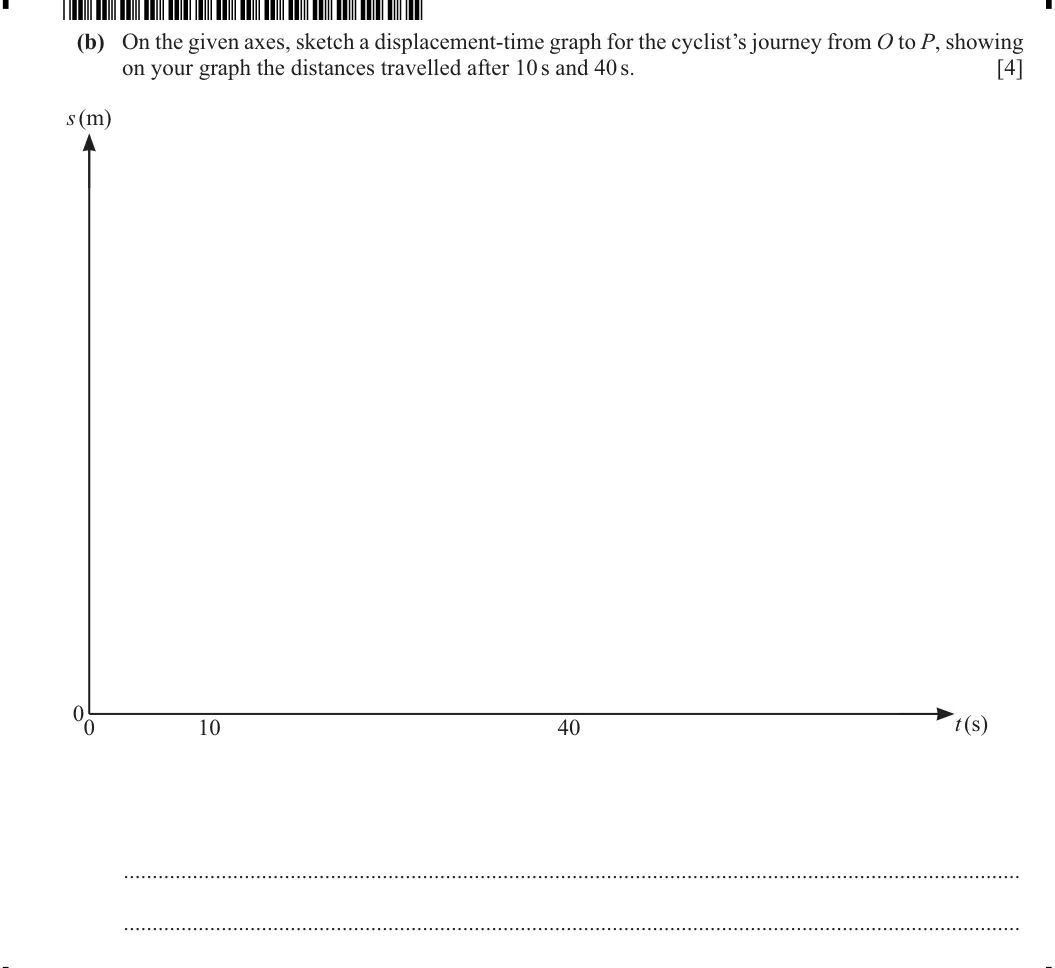 (b) On the given axes, sketch a displacement-time graph for the cyclist’s journey from O to P, showing
on your graph the distances travelled after 10 s and 40 s. [4]
s (m)
0
0 10 40 t (s)